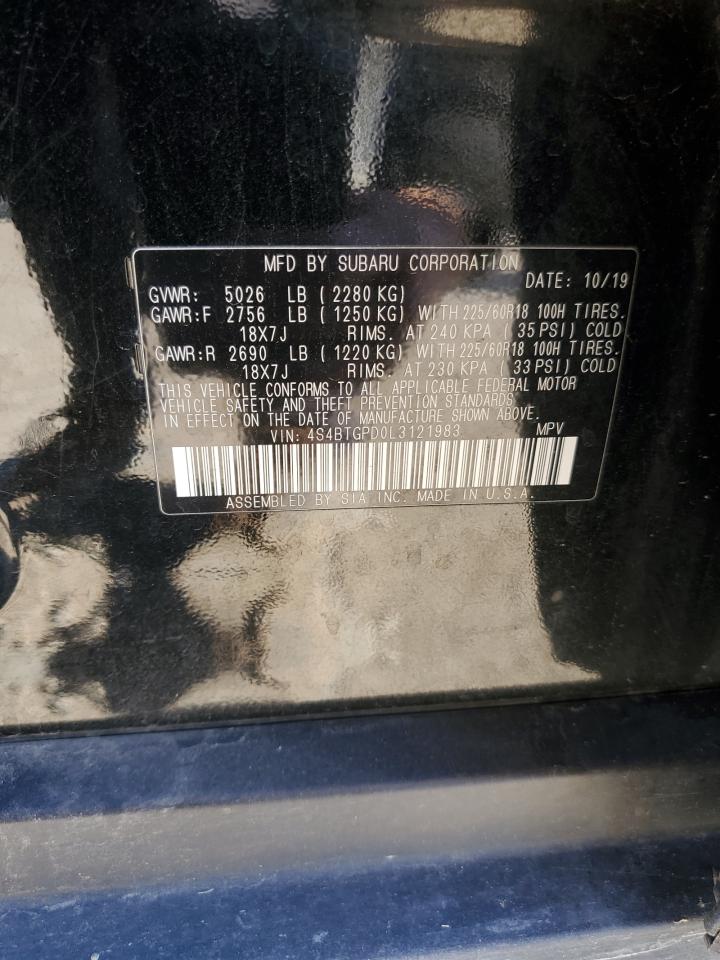 MFD BY SUBARU CORPORATION
DATE: 10/19
GVWR: 5026 LB ( 2280 KG)
GAWR:F 2756 LB ( 1250 KG) WITH 225/60R18 100H TIRES.
18X7J RIMS. AT 240 KPA ( 35 PSI) COLD
GAWR:R 2690 LB ( 1220 KG) WITH 225/60R18 100H TIRES.
18X7J RIMS. AT 230 KPA ( 33 PSI) COLD
THIS VEHICLE CONFORMS TO ALL APPLICABLE FEDERAL MOTOR
VEHICLE SAFETY AND THEFT PREVENTION STANDARDS
IN EFFECT ON THE DATE OF MANUFACTURE SHOWN ABOVE.
VIN: 4S4BTGPD0L3121983 MPV
ASSEMBLED BY SIA INC. MADE IN U.S.A.